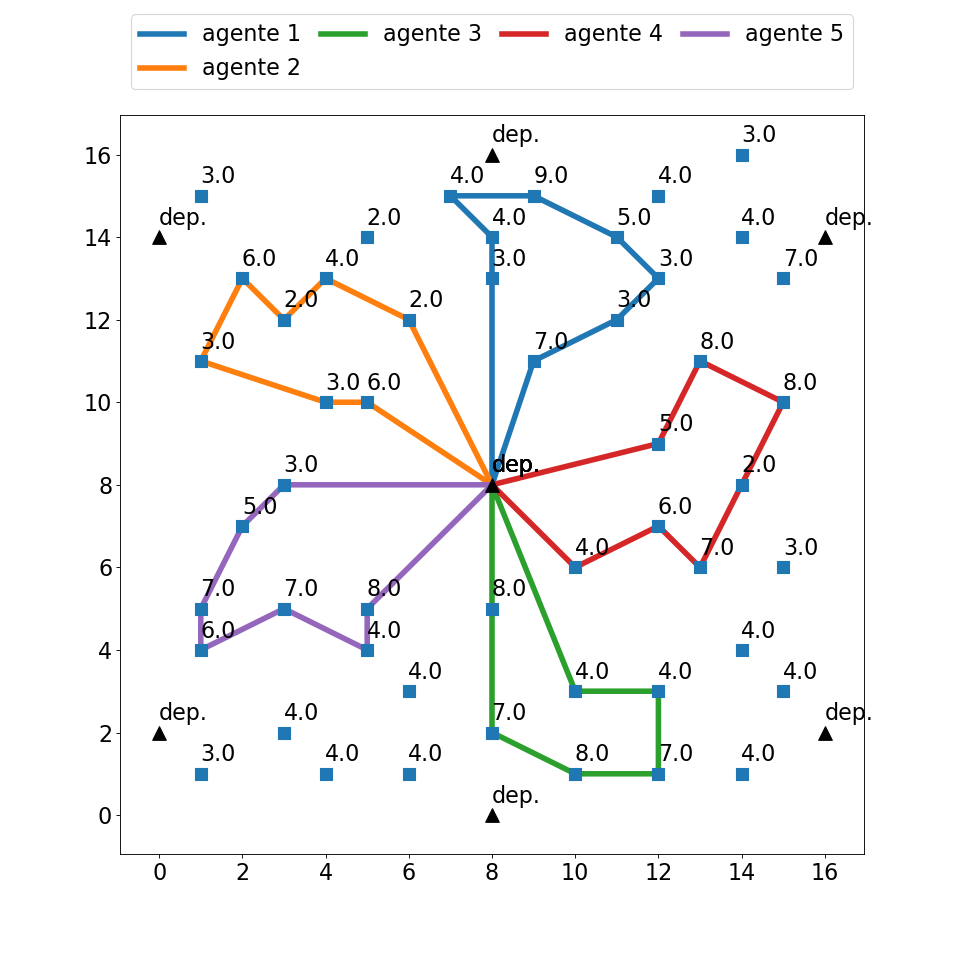 agente 1 agente 3 agente 4 agente 5
agente 2
3.0
16 dep.
3.0 4.0 9.0 4.0
dep. 2.0 4.0 5.0 4.0 dep.
14
6.0 4.0 3.0 3.0 7.0
2.0 2.0 3.0
12
3.0 7.0 8.0
3.0 6.0 8.0
10
5.0
3.0 dep. 2.0
8
5.0 6.0
4.0 7.0 3.0
6
7.0 7.0 8.0 8.0
6.0 4.0 4.0
4
4.0 4.0 4.0 4.0
dep. 4.0 7.0 dep.
2
3.0 4.0 4.0 8.0 7.0 4.0
dep.
0
0 2 4 6 8 10 12 14 16